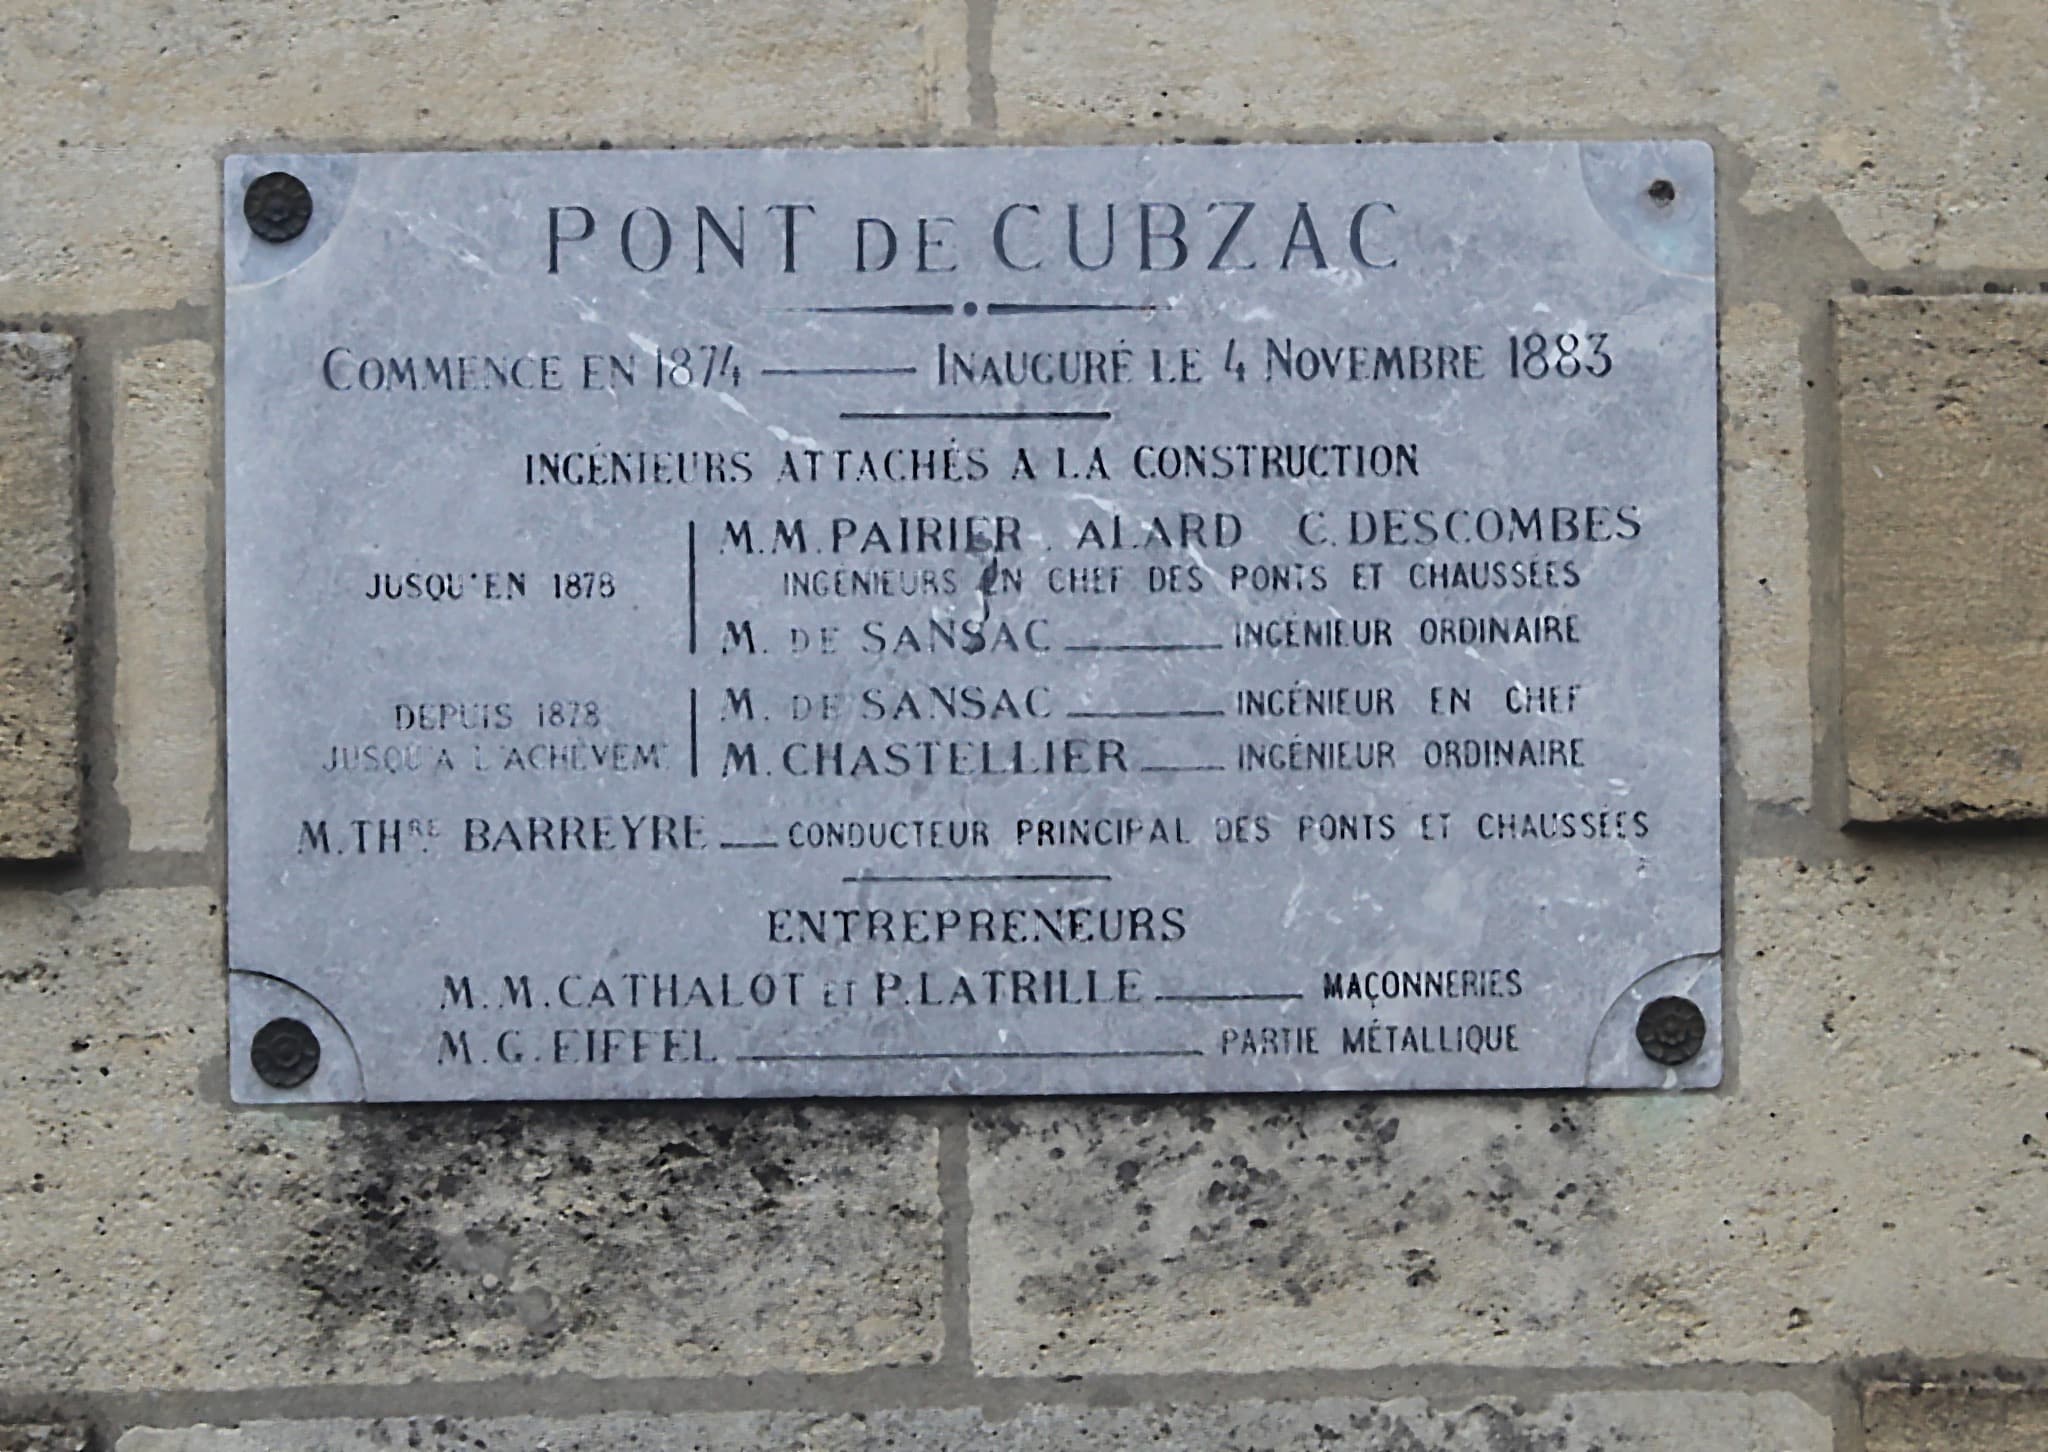 PONT DE CUBZAC
COMMENCE EN 1874 — INAUGURÉ LE 4 NOVEMBRE 1883
INGÉNIEURS ATTACHÉS A LA CONSTRUCTION
JUSQU'EN 1878
M.M. PAIRIER. ALARD C. DESCOMBES
INGÉNIEURS EN CHEF DES PONTS ET CHAUSSÉES
M. DE SANSAC — INGÉNIEUR ORDINAIRE
DEPUIS 1878
JUSQU'A L'ACHÈVEMT
M. DE SANSAC — INGÉNIEUR EN CHEF
M. CHASTELLIER — INGÉNIEUR ORDINAIRE
M. THRE BARREYRE — CONDUCTEUR PRINCIPAL DES PONTS ET CHAUSSÉES
ENTREPRENEURS
M.M. CATHALOT ET P. LATRILLE — MAÇONNERIES
M. G. EIFFEL — PARTIE MÉTALLIQUE